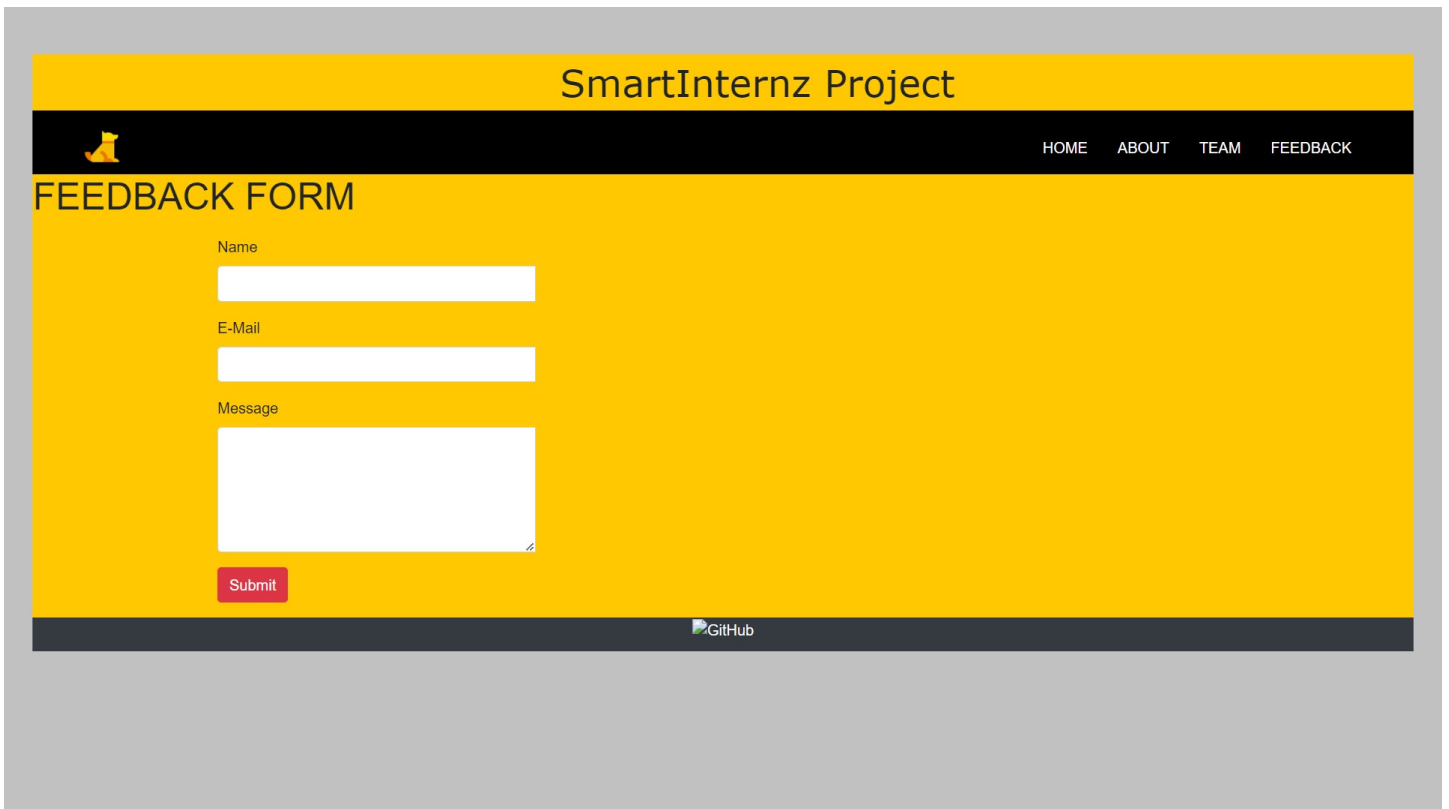 SmartInternz Project
HOME ABOUT TEAM FEEDBACK
FEEDBACK FORM
Name
E-Mail
Message
Submit
GitHub